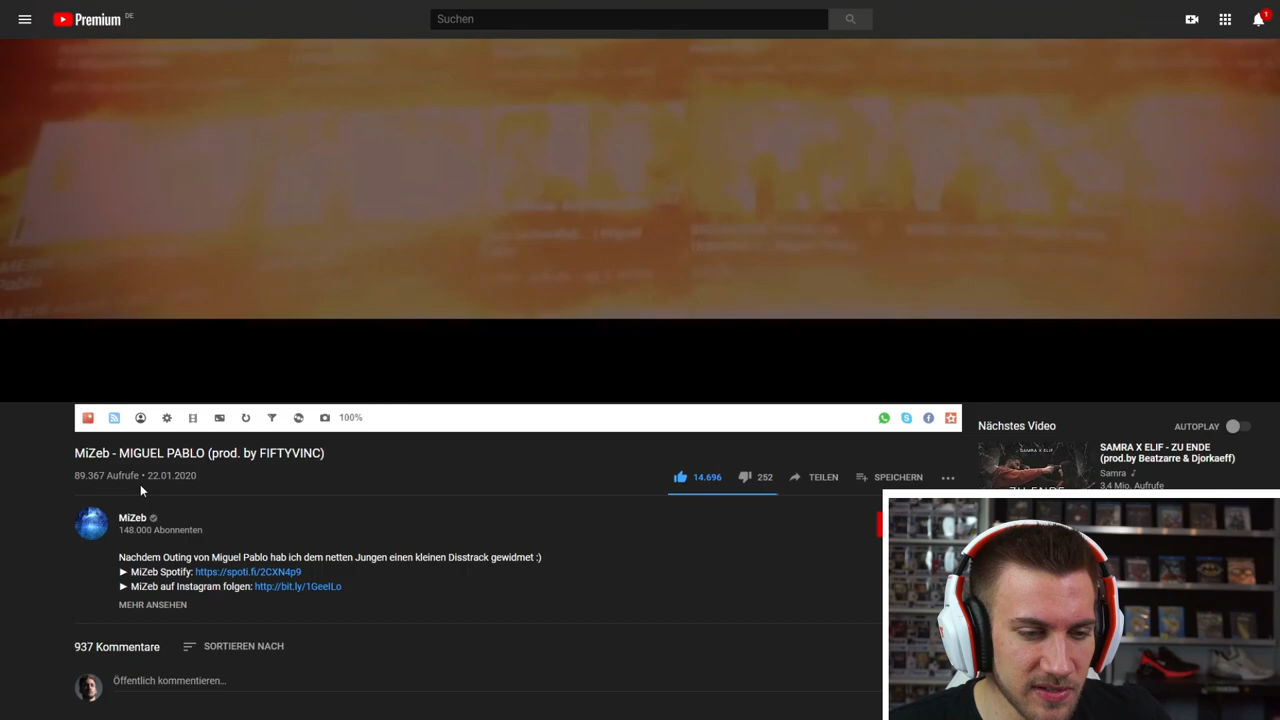 Premium DE
Suchen
1
100%
MiZeb - MIGUEL PABLO (prod. by FIFTYVINC)
89.367 Aufrufe • 22.01.2020
14.696
252
TEILEN
SPEICHERN
MiZeb
148.000 Abonnenten
Nachdem Outing von Miguel Pablo hab ich dem netten Jungen einen kleinen Disstrack gewidmet :)
► MiZeb Spotify: https://spoti.fi/2CXN4p9
► MiZeb auf Instagram folgen: http://bit.ly/1GeeILo
MEHR ANSEHEN
937 Kommentare
SORTIEREN NACH
Öffentlich kommentieren...
Nächstes Video
AUTOPLAY
SAMRA X ELIF
SAMRA X ELIF - ZU ENDE
(prod.by Beatzarre & Djorkaeff)
Samra
3,4 Mio. Aufrufe